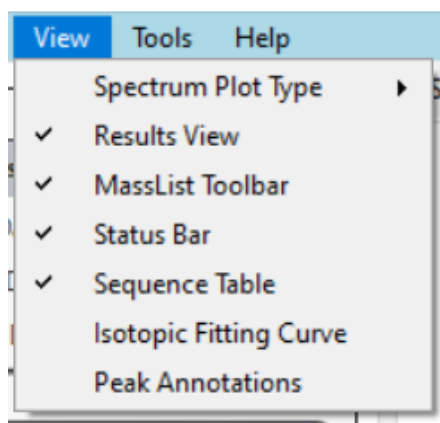 View Tools Help
Spectrum Plot Type
Results View
MassList Toolbar
Status Bar
Sequence Table
Isotopic Fitting Curve
Peak Annotations